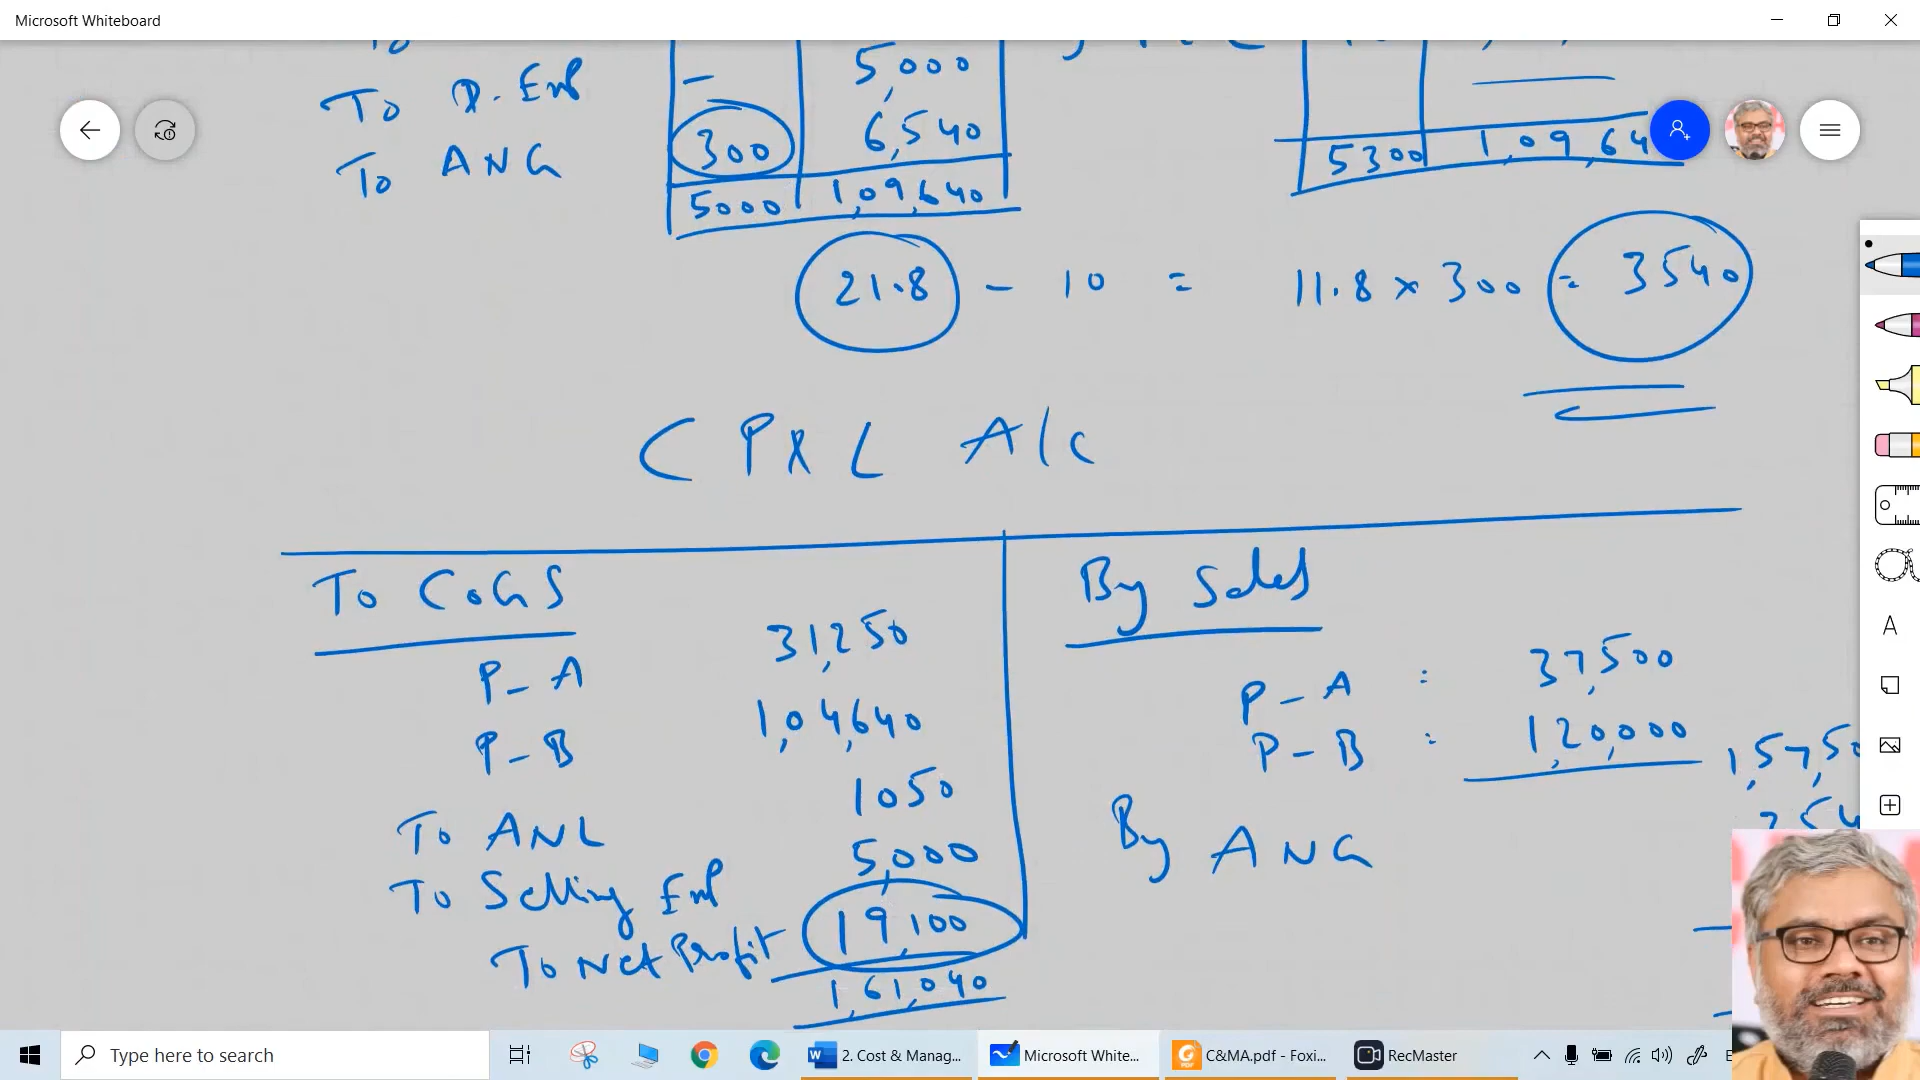 Microsoft Whiteboard
- 5,000
To P. Exp
300 6,540
To ANG
5000 1,09,640
5300 1,09,64
21.8 - 10 = 11.8 x 300 = 3540
C P & L A/c
To CoGS
By Sales
31,250
P - A
P - A : 37,500
1,04,640
P - B
P - B : 120,000
1050
To ANL
By ANG
5,000
To Selling Exp
19,100
To Net Profit
1,61,040
Type here to search
2. Cost & Manag...
Microsoft White...
C&MA.pdf - Foxi...
RecMaster